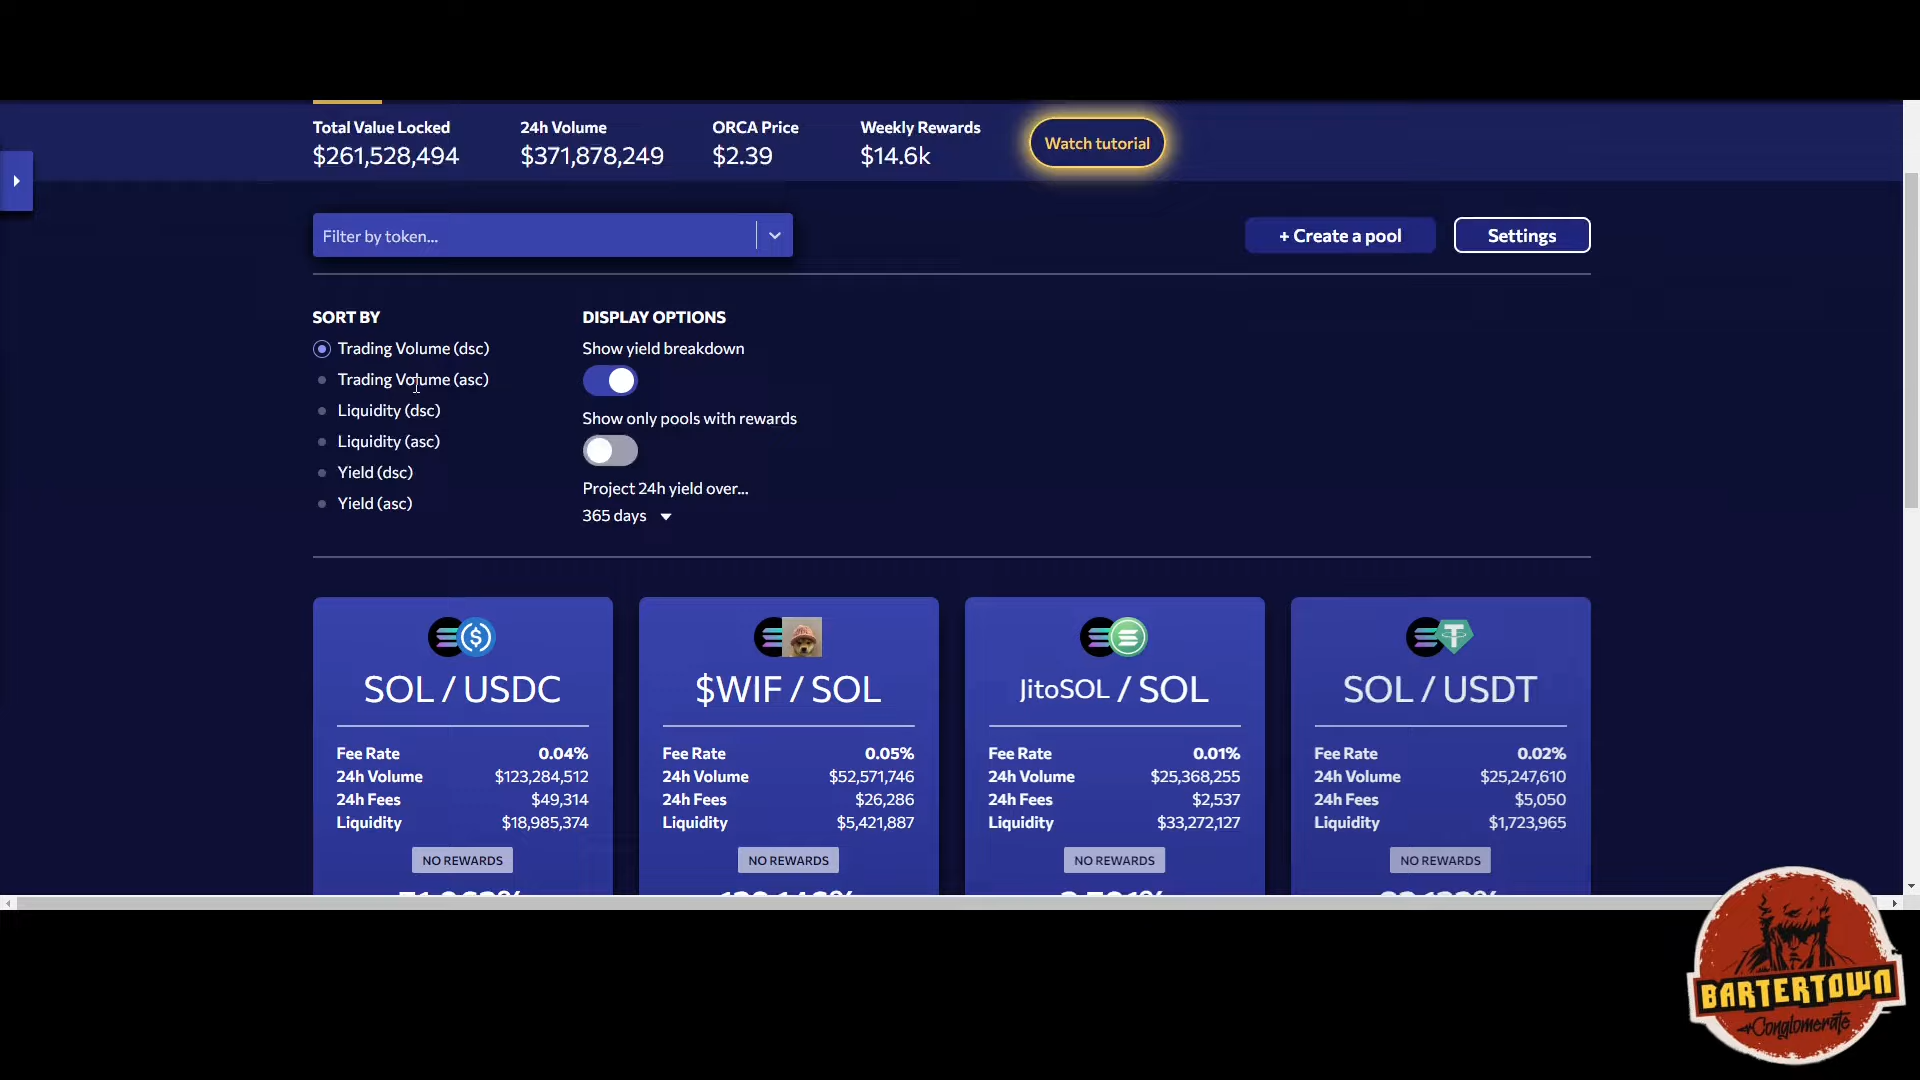 Total Value Locked 24h Volume ORCA Price Weekly Rewards
$261,528,494 $371,878,249 $2.39 $14.6k
Watch tutorial
Filter by token...
+ Create a pool Settings
SORT BY
Trading Volume (dsc)
Trading Volume (asc)
Liquidity (dsc)
Liquidity (asc)
Yield (dsc)
Yield (asc)
DISPLAY OPTIONS
Show yield breakdown
Show only pools with rewards
Project 24h yield over...
365 days
SOL / USDC
Fee Rate 0.04%
24h Volume $123,284,512
24h Fees $49,314
Liquidity $18,985,374
NO REWARDS
$WIF / SOL
Fee Rate 0.05%
24h Volume $52,571,746
24h Fees $26,286
Liquidity $5,421,887
NO REWARDS
JitoSOL / SOL
Fee Rate 0.01%
24h Volume $25,368,255
24h Fees $2,537
Liquidity $33,272,127
NO REWARDS
SOL / USDT
Fee Rate 0.02%
24h Volume $25,247,610
24h Fees $5,050
Liquidity $1,723,965
NO REWARDS
BARTERTOWN
Conglomerate